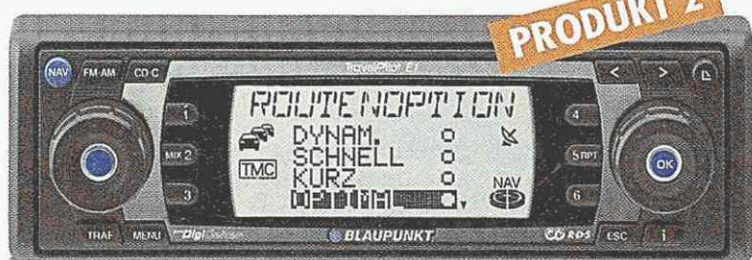 PRODUKT 2
TravelPilot E1
NAV FM·AM CD·C
< >
1
MIX 2
3
ROUTENOPTION
DYNAM.
SCHNELL
KURZ
TMC
NAV
4
5 RPT
6
OK
TRAF MENU
Digi
BLAUPUNKT
RDS
ESC i